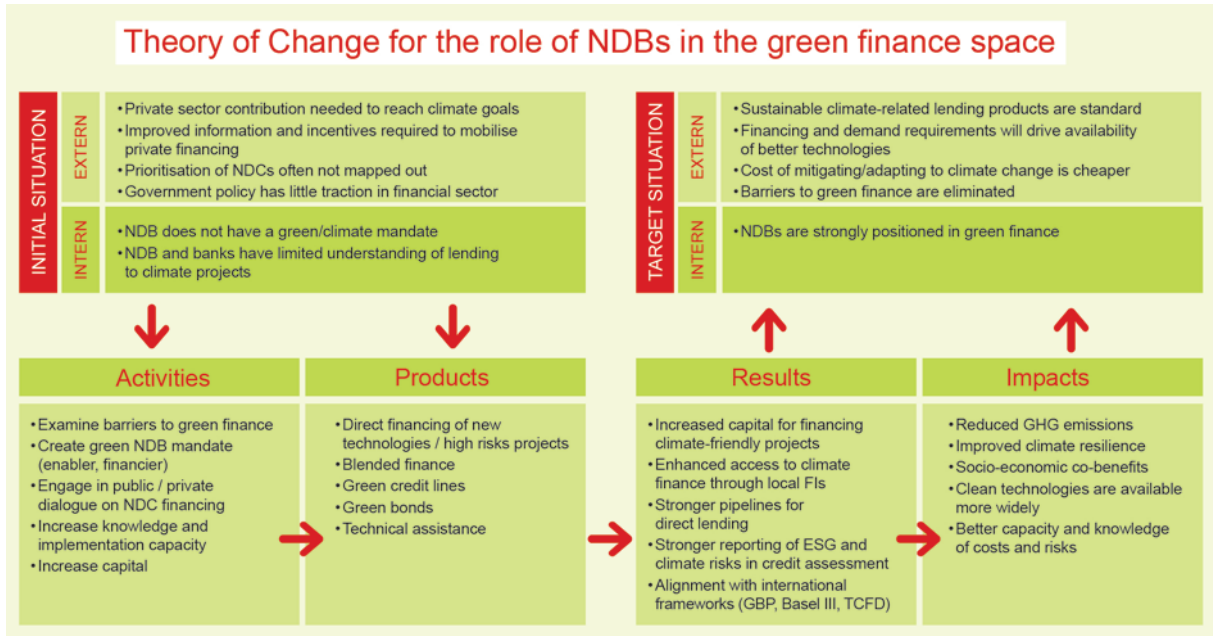 Theory of Change for the role of NDBs in the green finance space
INITIAL SITUATION
EXTERN
•Private sector contribution needed to reach climate goals
•Improved information and incentives required to mobilise
private financing
•Prioritisation of NDCs often not mapped out
•Government policy has little traction in financial sector
INTERN
•NDB does not have a green/climate mandate
•NDB and banks have limited understanding of lending
to climate projects
TARGET SITUATION
EXTERN
•Sustainable climate-related lending products are standard
•Financing and demand requirements will drive availability
of better technologies
•Cost of mitigating/adapting to climate change is cheaper
•Barriers to green finance are eliminated
INTERN
•NDBs are strongly positioned in green finance
Activities
•Examine barriers to green finance
•Create green NDB mandate
(enabler, financier)
•Engage in public / private
dialogue on NDC financing
•Increase knowledge and
implementation capacity
•Increase capital
Products
•Direct financing of new
technologies / high risks projects
•Blended finance
•Green credit lines
•Green bonds
•Technical assistance
Results
•Increased capital for financing
climate-friendly projects
•Enhanced access to climate
finance through local FIs
•Stronger pipelines for
direct lending
•Stronger reporting of ESG and
climate risks in credit assessment
•Alignment with international
frameworks (GBP, Basel III, TCFD)
Impacts
•Reduced GHG emissions
•Improved climate resilience
•Socio-economic co-benefits
•Clean technologies are available
more widely
•Better capacity and knowledge
of costs and risks